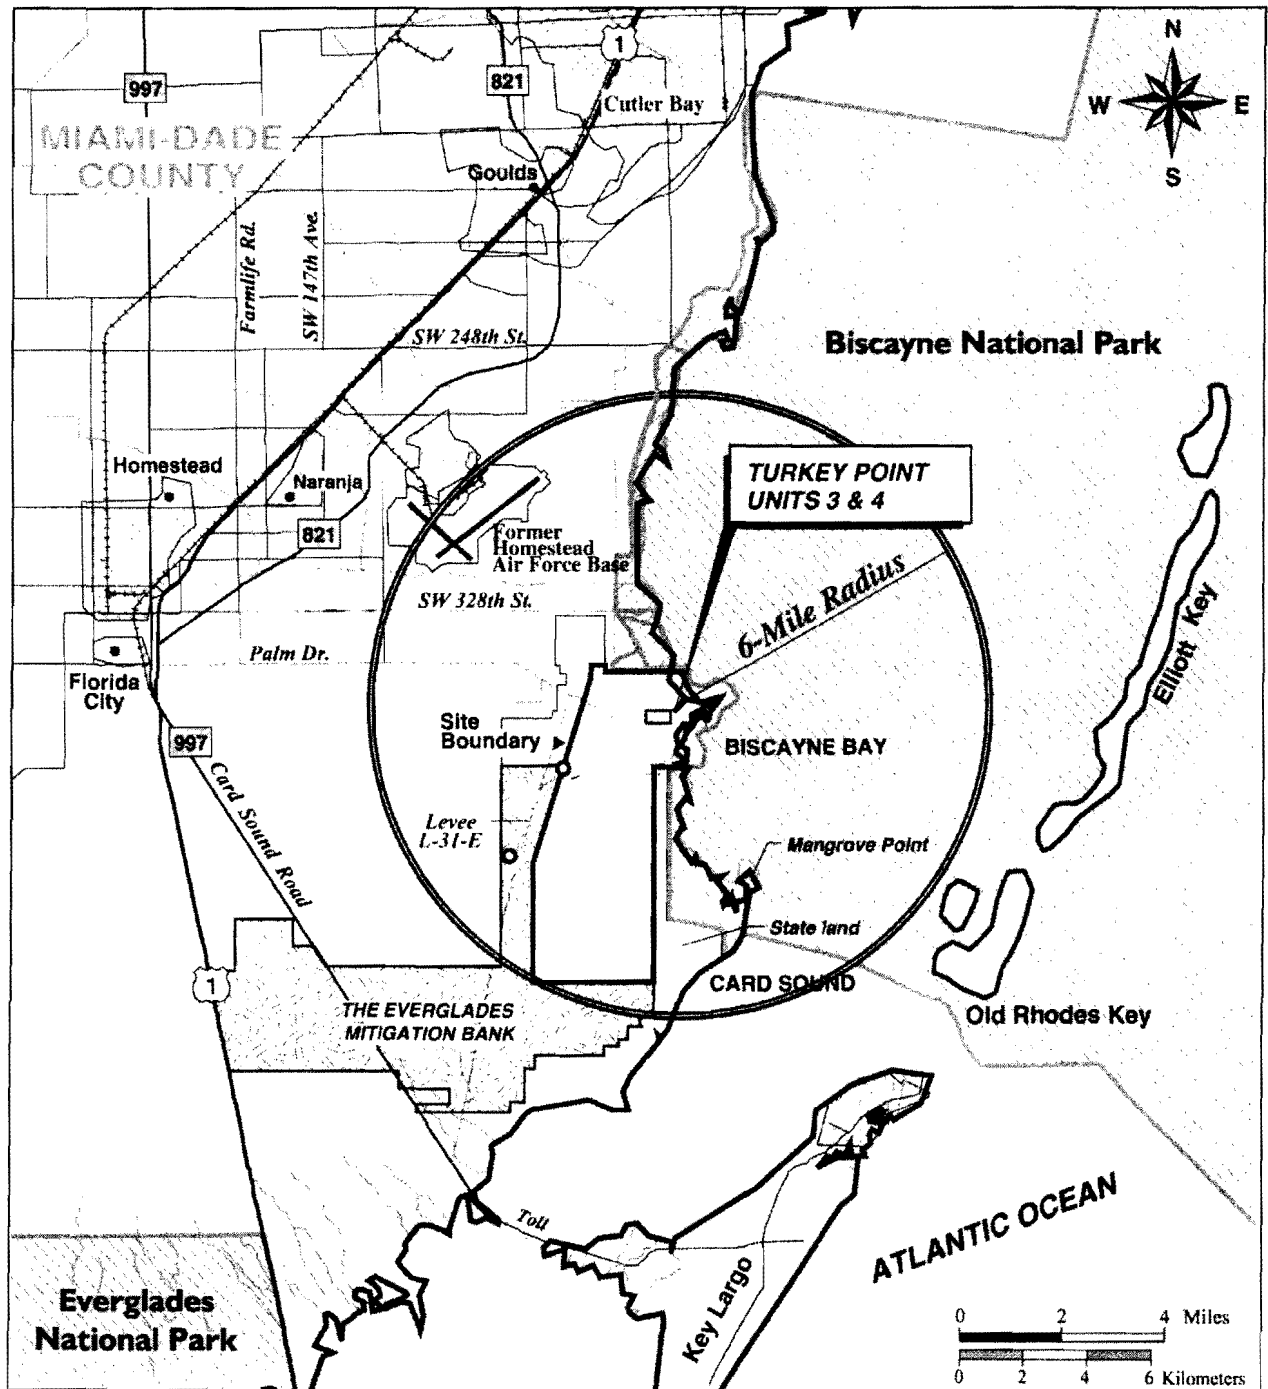 N
W
E
S
1
821
997
Cutler Bay
MIAMI-DADE
COUNTY
Goulds
Farmlife Rd.
SW 147th Ave.
SW 248th St.
Biscayne National Park
Homestead
Naranja
821
TURKEY POINT
UNITS 3 & 4
Former
Homestead
Air Force Base
6-Mile Radius
SW 328th St.
Palm Dr.
Elliott Key
Florida
City
Site
Boundary
997
BISCAYNE BAY
Card Sound Road
Levee
L-31-E
Mangrove Point
State land
1
CARD SOUND
THE EVERGLADES
MITIGATION BANK
Old Rhodes Key
Toll
ATLANTIC OCEAN
Key Largo
Everglades
National Park
0 2 4 Miles
0 2 4 6 Kilometers